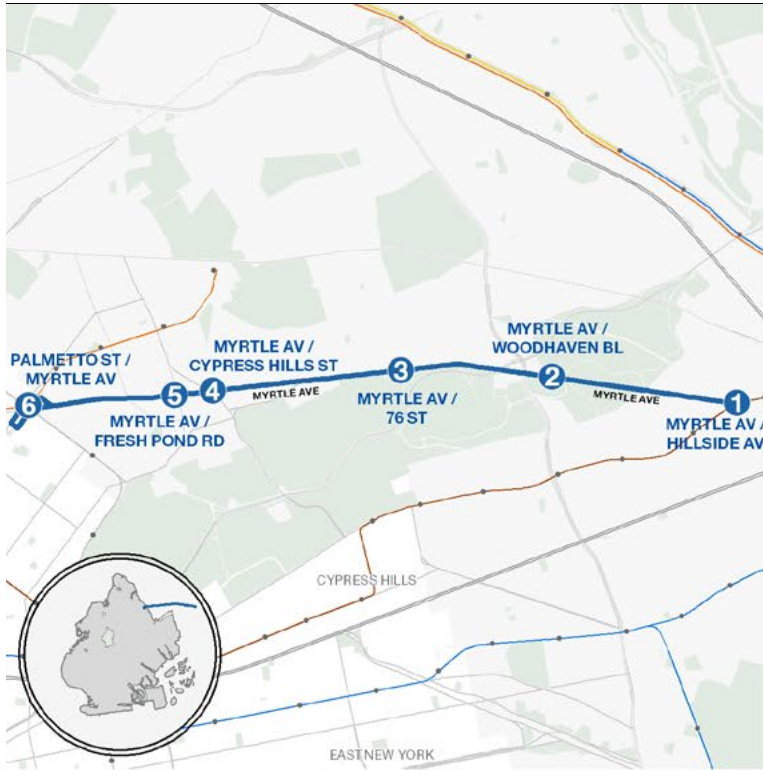 PALMETTO ST /
MYRTLE AV
6
5
MYRTLE AV /
FRESH POND RD
MYRTLE AV /
CYPRESS HILLS ST
4
MYRTLE AVE
3
MYRTLE AV /
76 ST
MYRTLE AV /
WOODHAVEN BL
2
MYRTLE AVE
1
MYRTLE AV /
HILLSIDE AV
CYPRESS HILLS
EAST NEW YORK